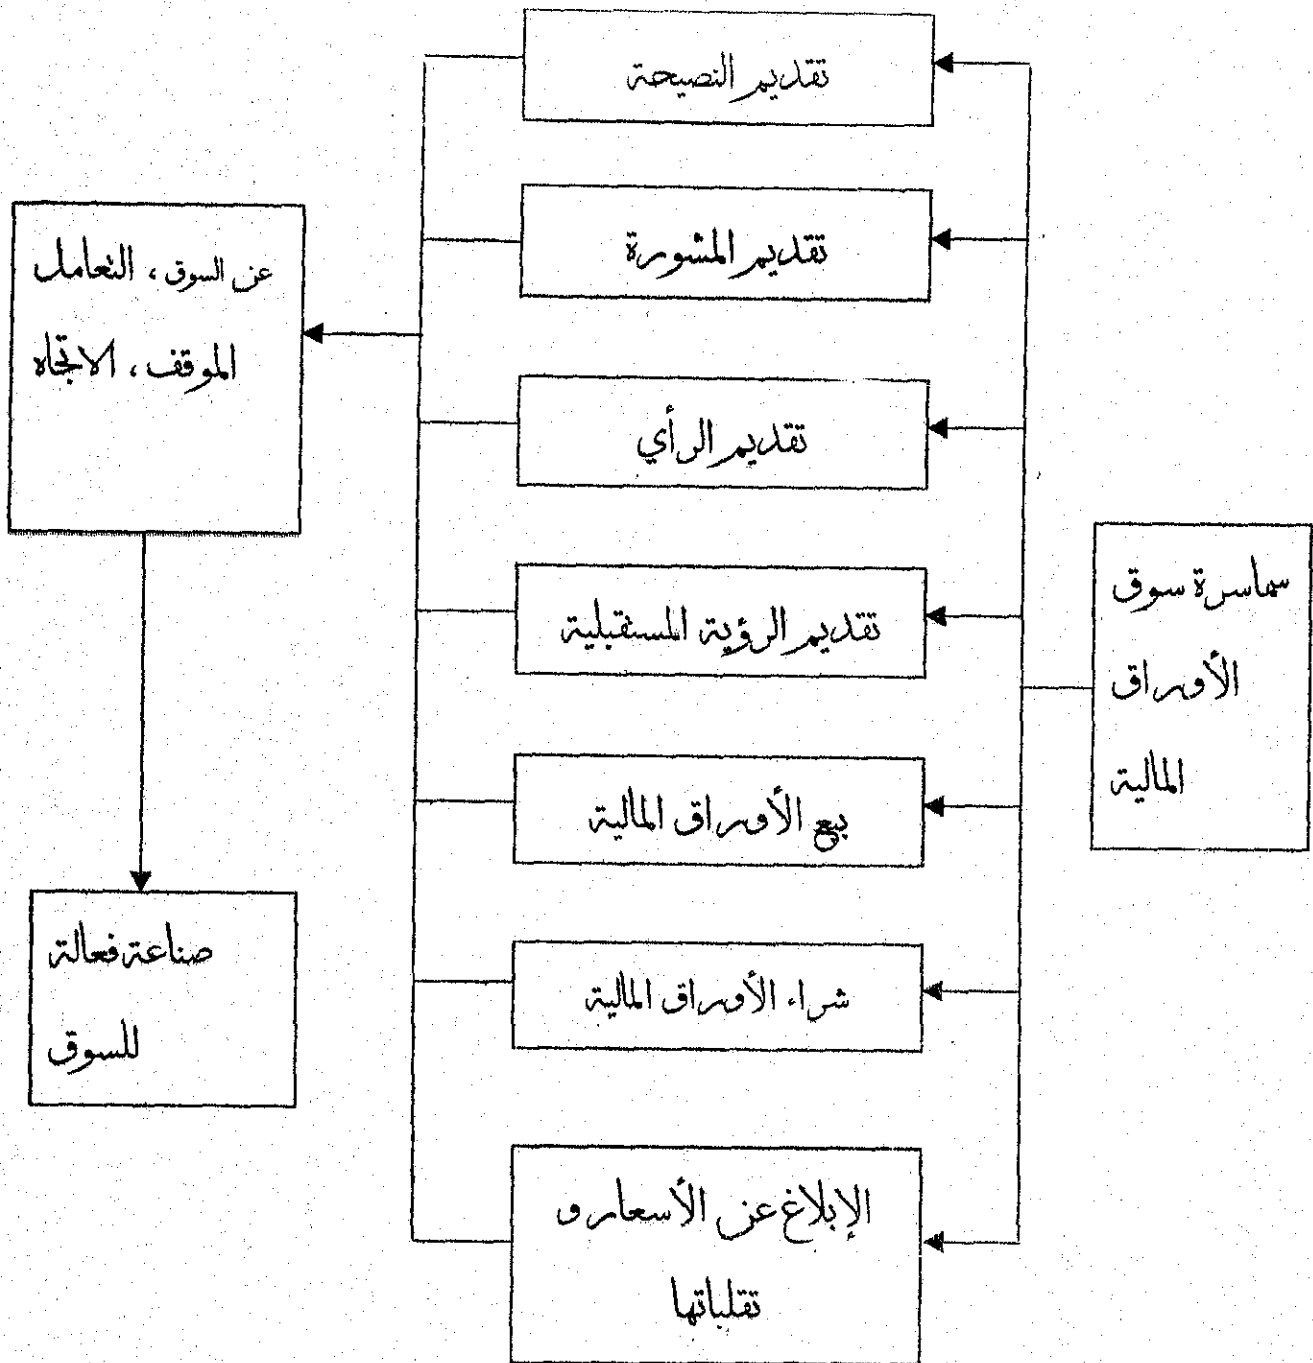 سماسرة سوق
الأوراق
المالية
تقديم النصيحة
تقديم المشورة
تقديم الرأي
تقديم الرؤية المستقبلية
بيع الأوراق المالية
شراء الأوراق المالية
الإبلاغ عن الأسعار و
تقلباتها
عن السوق ، التعامل
الموقف ، الاتجاه
صناعة فعالة
للسوق